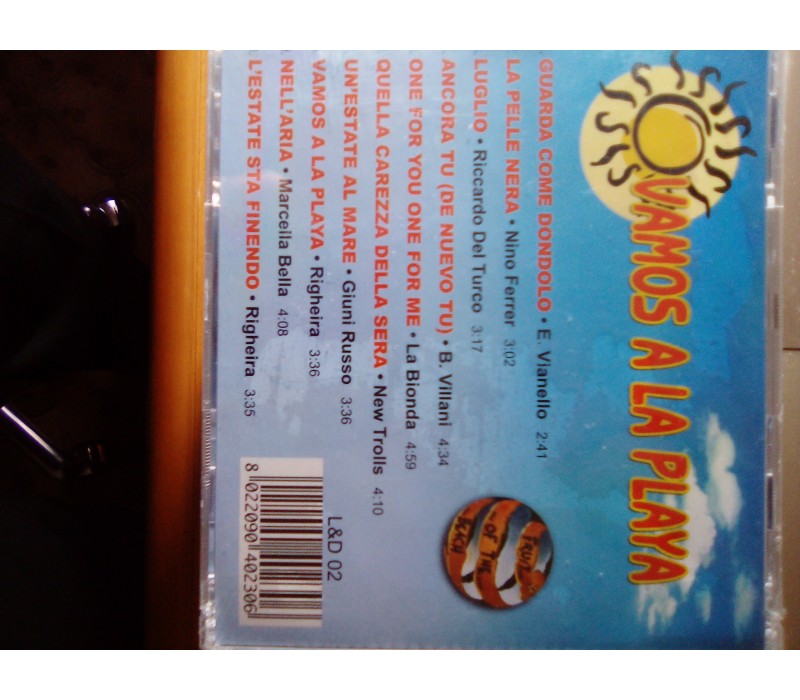 VAMOS A LA PLAYA
GUARDA COME DONDOLO • E. Vianello 2:41
LA PELLE NERA • Nino Ferrer 3:02
LUGLIO • Riccardo Del Turco 3:17
ANCORA TU (DE NUEVO TU) • B. Villani 4:34
ONE FOR YOU ONE FOR ME • La Bionda 4:59
QUELLA CAREZZA DELLA SERA • New Trolls 4:10
UN'ESTATE AL MARE • Giuni Russo 3:36
VAMOS A LA PLAYA • Righeira 3:36
NELL'ARIA • Marcella Bella 4:08
L'ESTATE STA FINENDO • Righeira 3:35
FRUIT
OF THE
BEACH
L&D 02
8 022090 402306